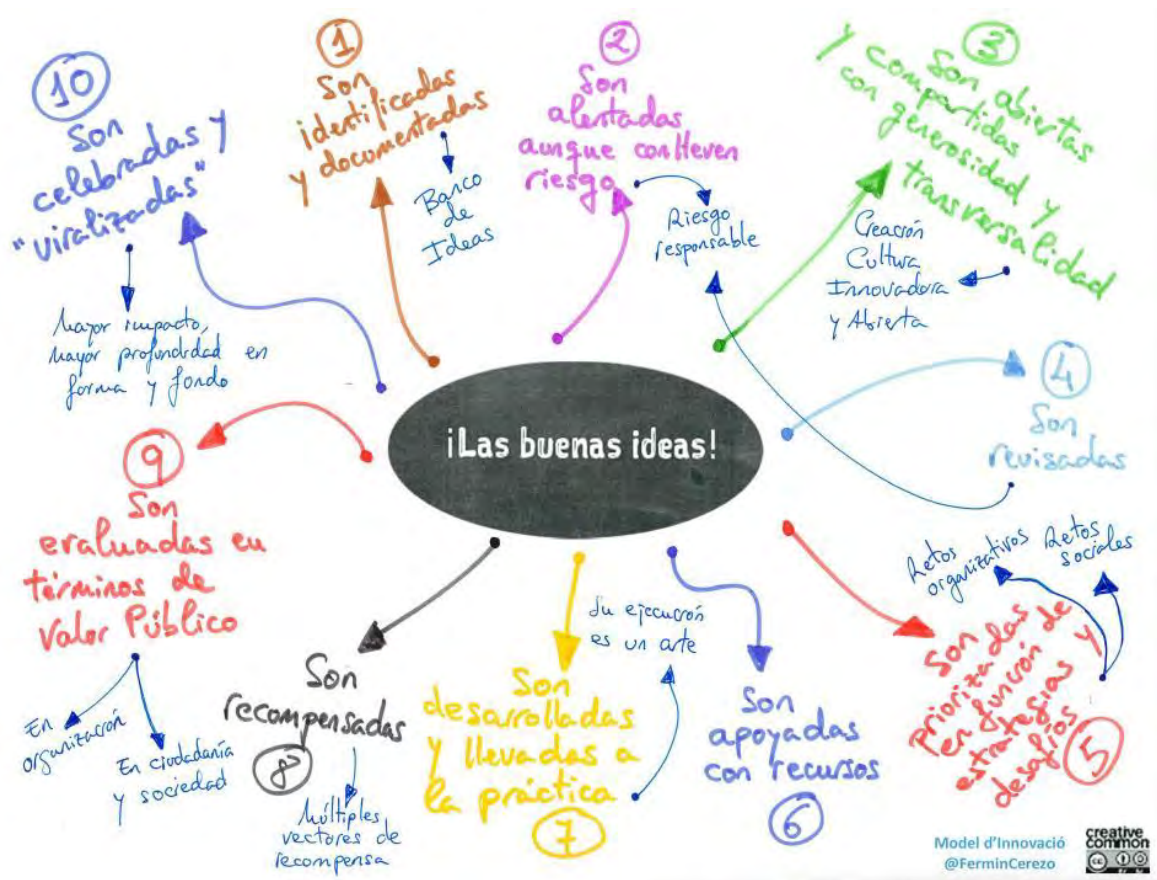 10
Son
celebradas y
"viralizadas"
Mayor impacto,
Mayor profundidad en
forma y fondo
1
Son
identificadas
y documentadas
Banco
de
Ideas
2
Son
alentadas
aunque conlleven
riesgo
Riesgo
responsable
3
Son abiertas
y compartidas
con generosidad y
transversalidad
Creación
Cultura
Innovadora
y Abierta
¡Las buenas ideas!
4
Son
revisadas
Retos
organizativos
Retos
sociales
Son
priorizadas
en función de
estrategias y
desafíos
5
Son
apoyadas
con recursos
6
Su ejecución
es un arte
Son
desarrolladas
y llevadas a
la práctica
7
Son
recompensadas
8
Múltiples
vectores de
recompensa
9
Son
evaluadas en
términos de
Valor Público
En
organización
En ciudadanía
y sociedad
Model d'Innovació
@FerminCerezo
creative
common
cc